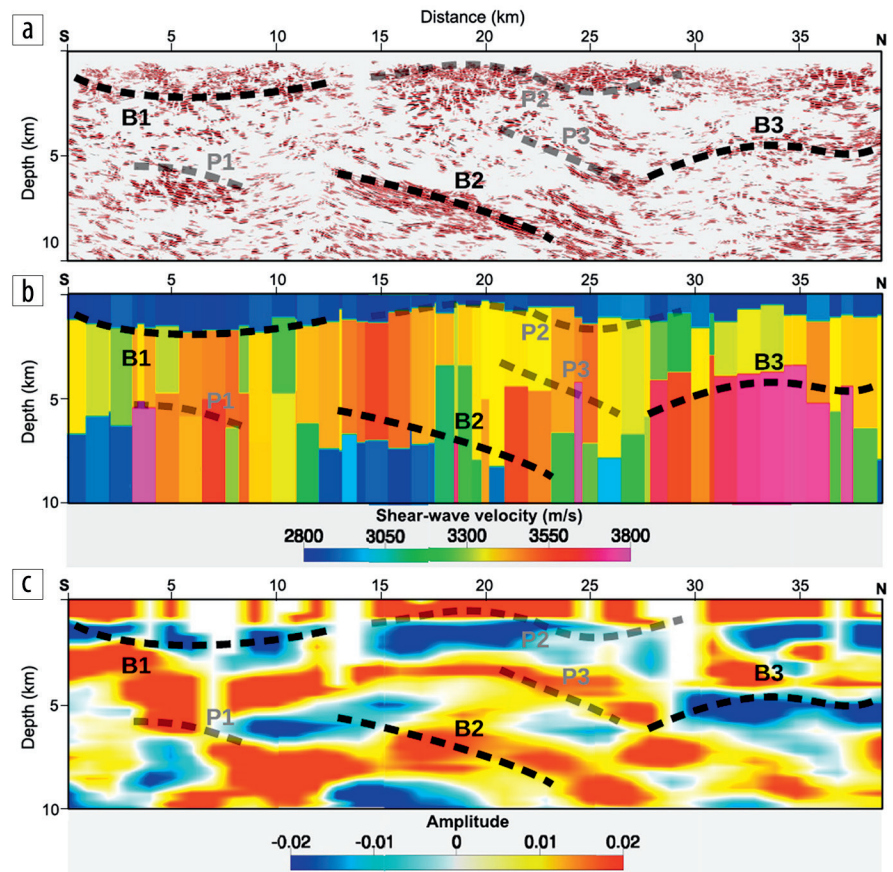 a
Distance (km)
S 5 10 15 20 25 30 35 N
Depth (km)
5
10
B1
P1
B2
P2
P3
B3
b
S 5 10 15 20 25 30 35 N
Depth (km)
5
10
B1
P1
B2
P2
P3
B3
Shear-wave velocity (m/s)
2800 3050 3300 3550 3800
c
S 5 10 15 20 25 30 35 N
Depth (km)
5
10
B1
P1
B2
P2
P3
B3
Amplitude
-0.02 -0.01 0 0.01 0.02